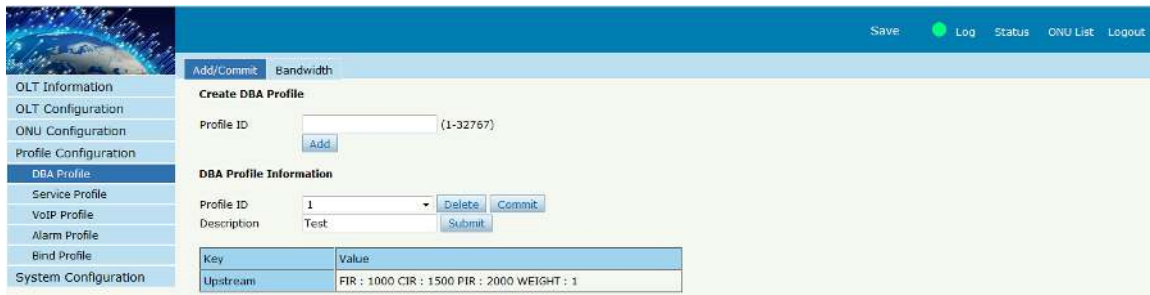 Save Log Status ONU List Logout
Add/Commit Bandwidth
OLT Information
OLT Configuration
ONU Configuration
Profile Configuration
DBA Profile
Service Profile
VoIP Profile
Alarm Profile
Bind Profile
System Configuration
Create DBA Profile
Profile ID (1-32767)
Add
DBA Profile Information
Profile ID 1 Delete Commit
Description Test Submit
Key Value
Upstream FIR : 1000 CIR : 1500 PIR : 2000 WEIGHT : 1